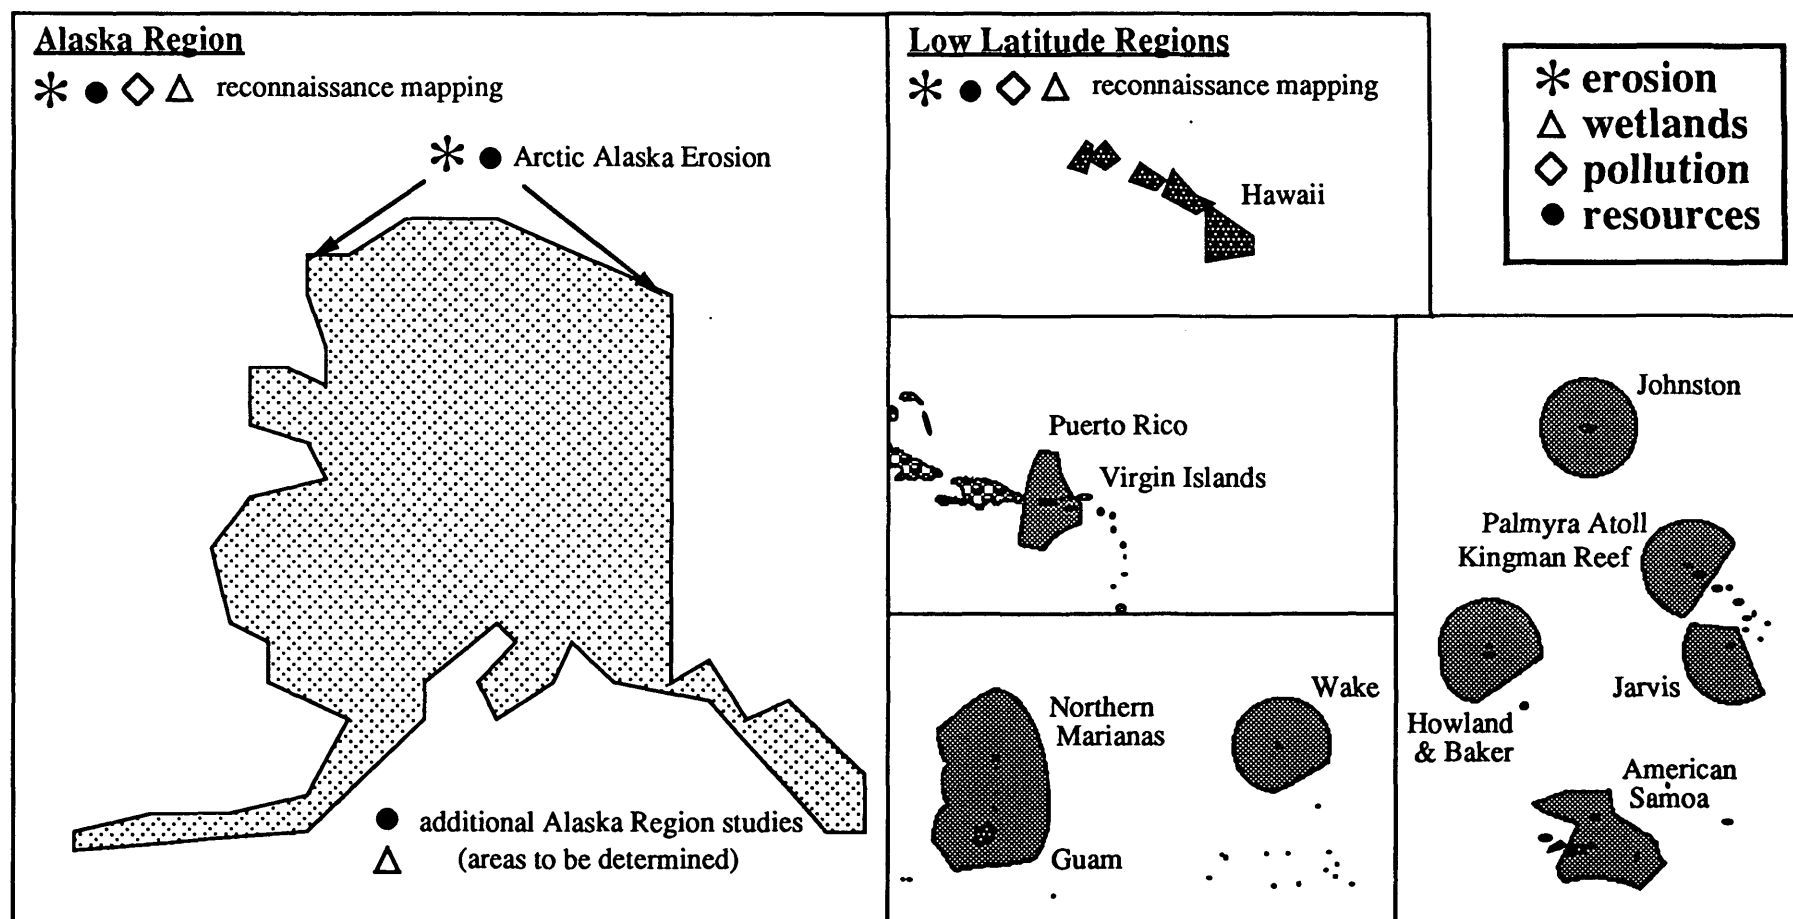 Alaska Region
reconnaissance mapping
Arctic Alaska Erosion
additional Alaska Region studies
(areas to be determined)
Low Latitude Regions
reconnaissance mapping
Hawaii
erosion
wetlands
pollution
resources
Puerto Rico
Virgin Islands
Northern
Marianas
Guam
Wake
Johnston
Palmyra Atoll
Kingman Reef
Howland
& Baker
Jarvis
American
Samoa